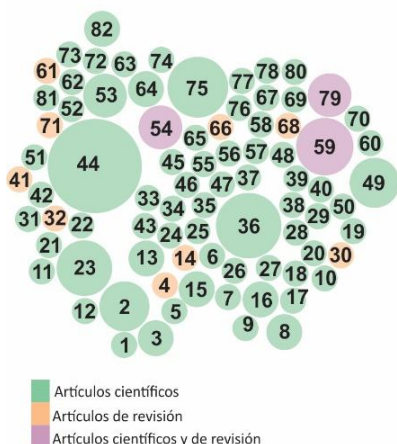 82
73 72 63 74
61 62 64 75 77 78 80
81 52 53 76 67 69 79
71 54 65 66 58 68 70
51 44 45 55 56 57 48 59 60
41 42 46 47 37 39 40 49
31 32 22 33 34 35 36 38 29 50
21 43 24 25 28 19
11 23 13 14 6 26 27 18 20 30
12 2 4 15 7 16 17 10
1 3 5 9 8
Artículos científicos
Artículos de revisión
Artículos científicos y de revisión